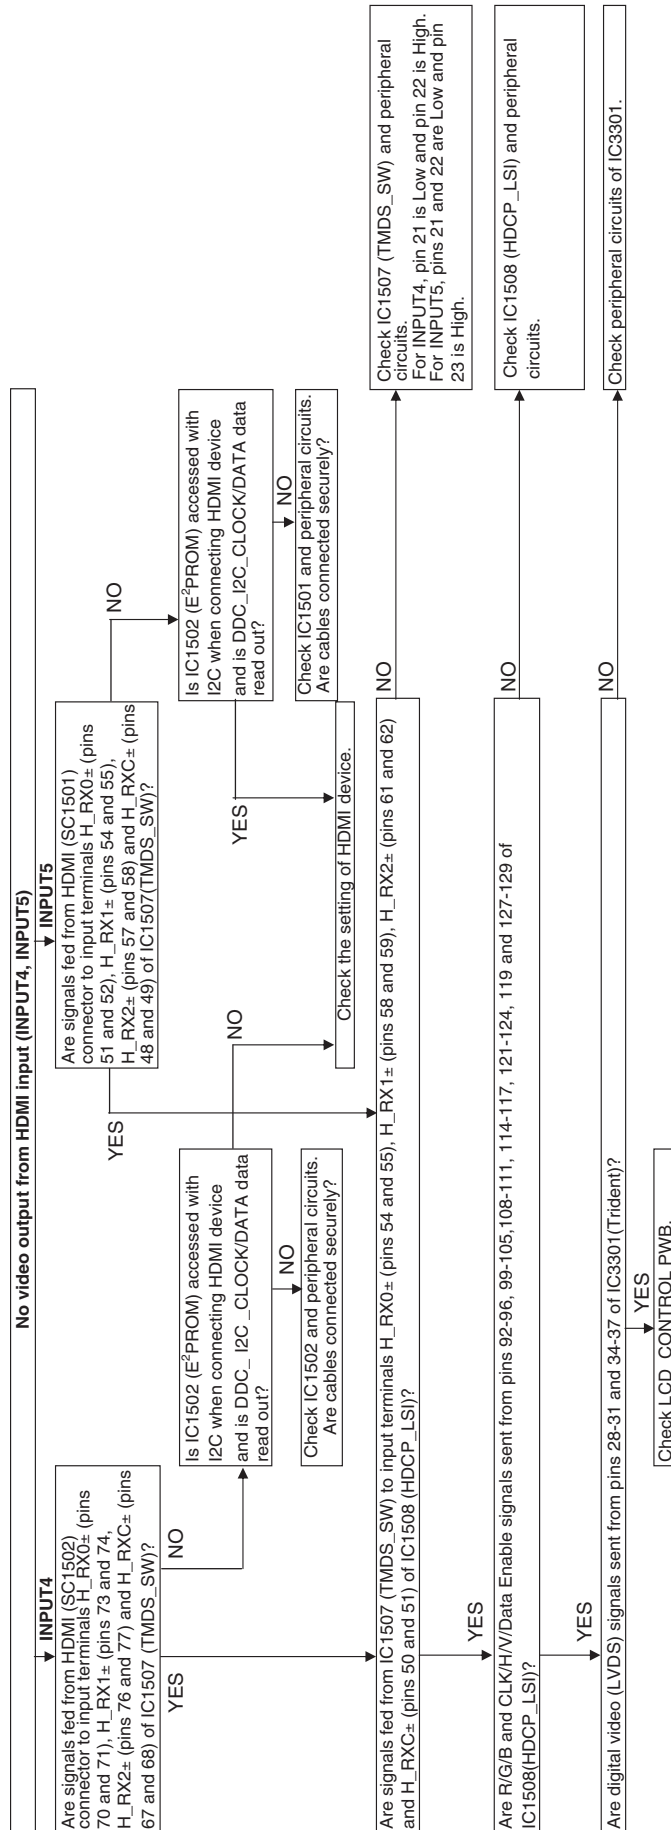 No video output from HDMI input (INPUT4, INPUT5)
INPUT4
Are signals fed from HDMI (SC1502)
connector to input terminals H_RX0± (pins
70 and 71), H_RX1± (pins 73 and 74,
H_RX2± (pins 76 and 77) and H_RXC± (pins
67 and 68) of IC1507 (TMDS_SW)?
NO
YES
Is IC1502 (E²PROM) accessed with
I2C when connecting HDMI device
and is DDC_ I2C _CLOCK/DATA data
read out?
NO
NO
Check IC1502 and peripheral circuits.
Are cables connected securely?
INPUT5
Are signals fed from HDMI (SC1501)
connector to input terminals H_RX0± (pins
51 and 52), H_RX1± (pins 54 and 55),
H_RX2± (pins 57 and 58) and H_RXC± (pins
48 and 49) of IC1507(TMDS_SW)?
YES
NO
Is IC1502 (E²PROM) accessed with
I2C when connecting HDMI device
and is DDC_I2C_CLOCK/DATA data
read out?
YES
NO
Check IC1501 and peripheral circuits.
Are cables connected securely?
Check the setting of HDMI device.
Are signals fed from IC1507 (TMDS_SW) to input terminals H_RX0± (pins 54 and 55), H_RX1± (pins 58 and 59), H_RX2± (pins 61 and 62)
and H_RXC± (pins 50 and 51) of IC1508 (HDCP_LSI)?
NO
Check IC1507 (TMDS_SW) and peripheral
circuits.
For INPUT4, pin 21 is Low and pin 22 is High.
For INPUT5, pins 21 and 22 are Low and pin
23 is High.
YES
Are R/G/B and CLK/H/V/Data Enable signals sent from pins 92-96, 99-105,108-111, 114-117, 121-124, 119 and 127-129 of
IC1508(HDCP_LSI)?
NO
Check IC1508 (HDCP_LSI) and peripheral
circuits.
YES
Are digital video (LVDS) signals sent from pins 28-31 and 34-37 of IC3301(Trident)?
NO
Check peripheral circuits of IC3301.
YES
Check LCD_CONTROL PWB.